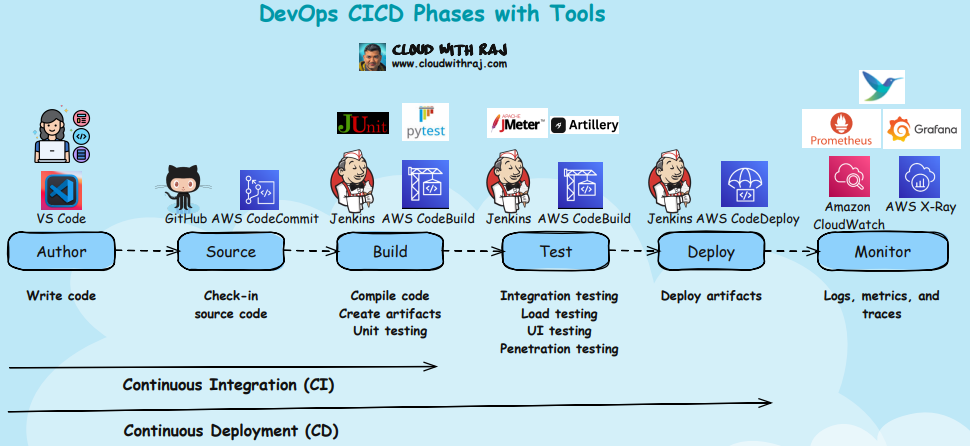 DevOps CICD Phases with Tools
CLOUD WITH RAJ
www.cloudwithraj.com
JUnit
pytest
APACHE
JMeter™
Artillery
Prometheus
Grafana
VS Code
GitHub
AWS CodeCommit
Jenkins
AWS CodeBuild
Jenkins
AWS CodeBuild
Jenkins
AWS CodeDeploy
Amazon
CloudWatch
AWS X-Ray
Author
Source
Build
Test
Deploy
Monitor
Write code
Check-in
source code
Compile code
Create artifacts
Unit testing
Integration testing
Load testing
UI testing
Penetration testing
Deploy artifacts
Logs, metrics, and
traces
Continuous Integration (CI)
Continuous Deployment (CD)